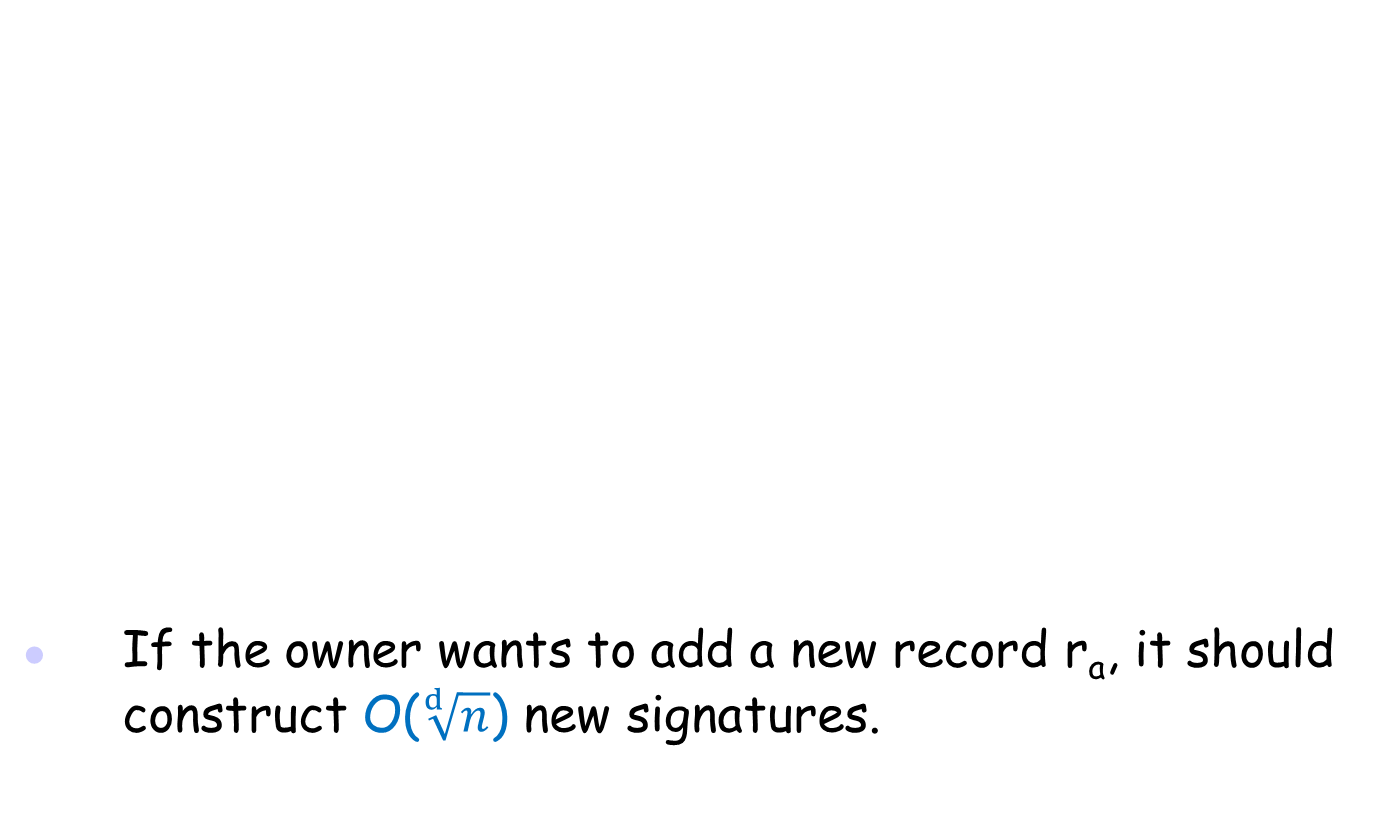 • If the owner wants to add a new record rₐ, it should
construct O(ᵈ√n) new signatures.